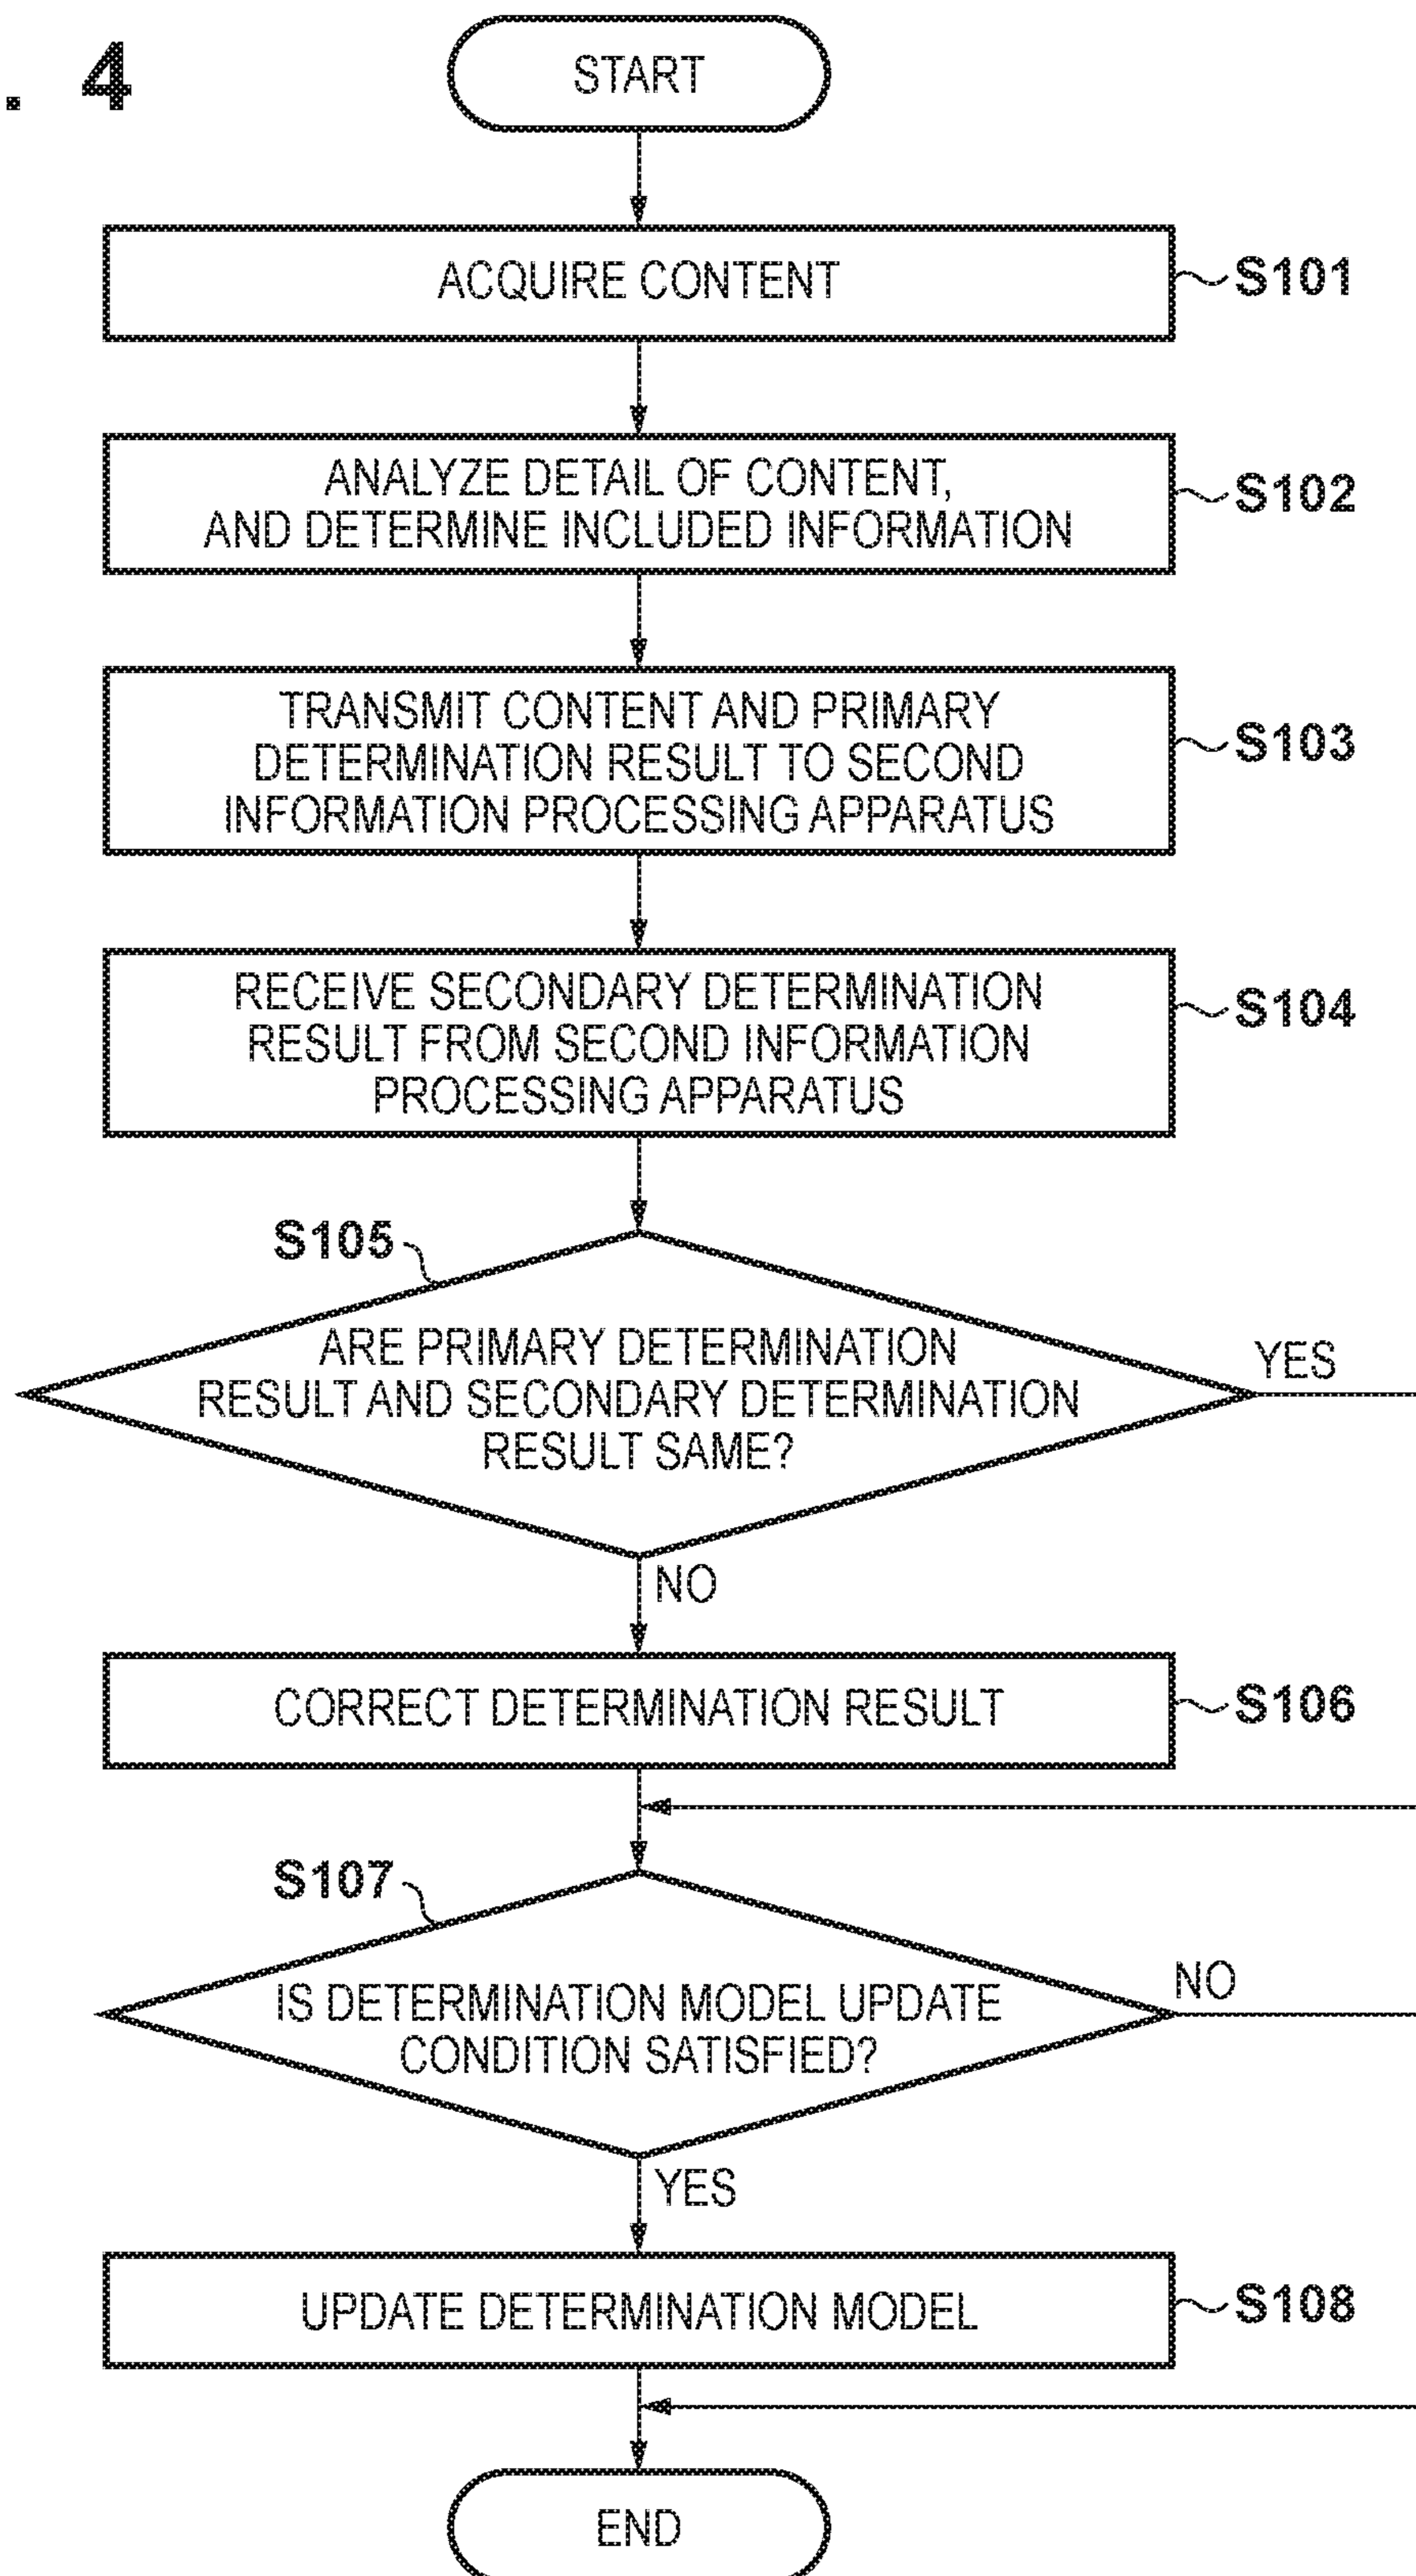 . 4
START
ACQUIRE CONTENT
S101
ANALYZE DETAIL OF CONTENT,
AND DETERMINE INCLUDED INFORMATION
S102
TRANSMIT CONTENT AND PRIMARY
DETERMINATION RESULT TO SECOND
INFORMATION PROCESSING APPARATUS
S103
RECEIVE SECONDARY DETERMINATION
RESULT FROM SECOND INFORMATION
PROCESSING APPARATUS
S104
S105
ARE PRIMARY DETERMINATION
RESULT AND SECONDARY DETERMINATION
RESULT SAME?
YES
NO
CORRECT DETERMINATION RESULT
S106
S107
IS DETERMINATION MODEL UPDATE
CONDITION SATISFIED?
NO
YES
UPDATE DETERMINATION MODEL
S108
END